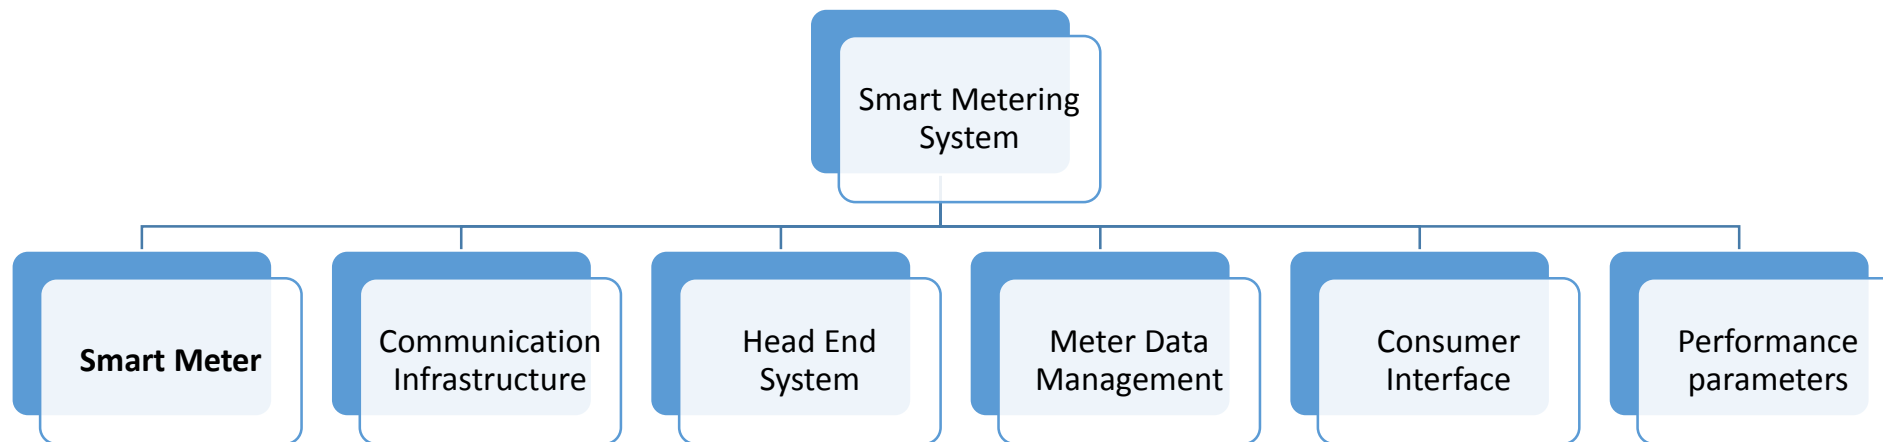 Smart Metering
System
Smart Meter
Communication
Infrastructure
Head End
System
Meter Data
Management
Consumer
Interface
Performance
parameters